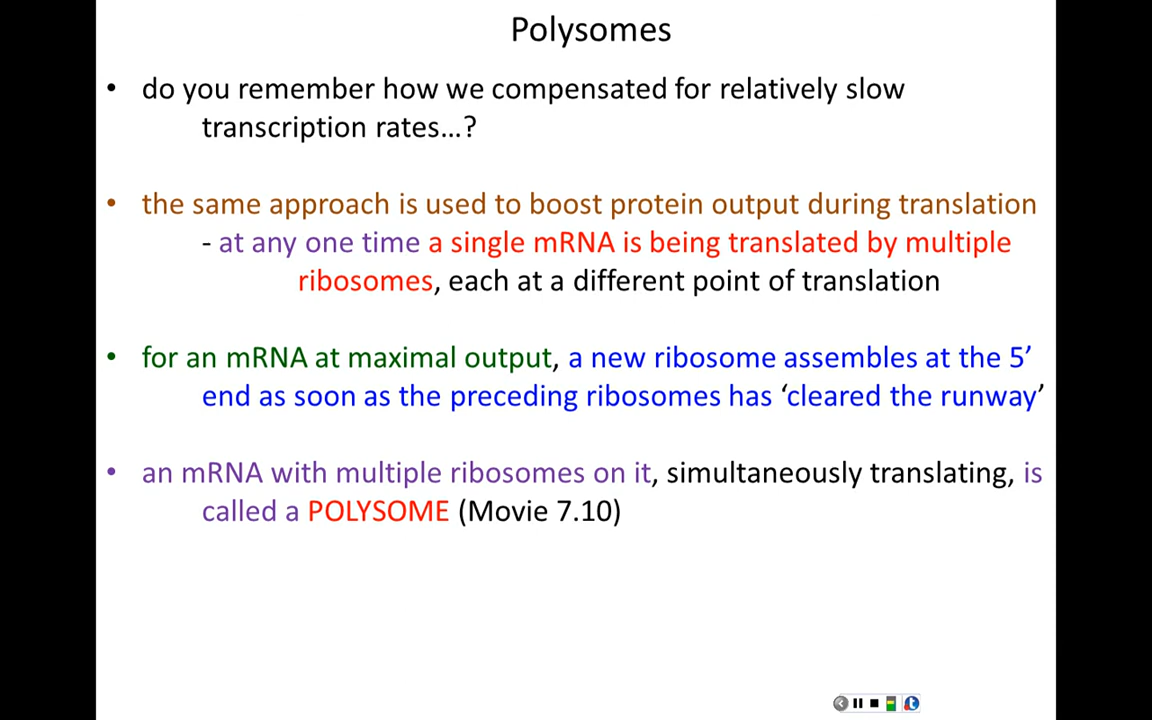 Polysomes
• do you remember how we compensated for relatively slow
transcription rates…?
• the same approach is used to boost protein output during translation
- at any one time a single mRNA is being translated by multiple
ribosomes, each at a different point of translation
• for an mRNA at maximal output, a new ribosome assembles at the 5’
end as soon as the preceding ribosomes has ‘cleared the runway’
• an mRNA with multiple ribosomes on it, simultaneously translating, is
called a POLYSOME (Movie 7.10)